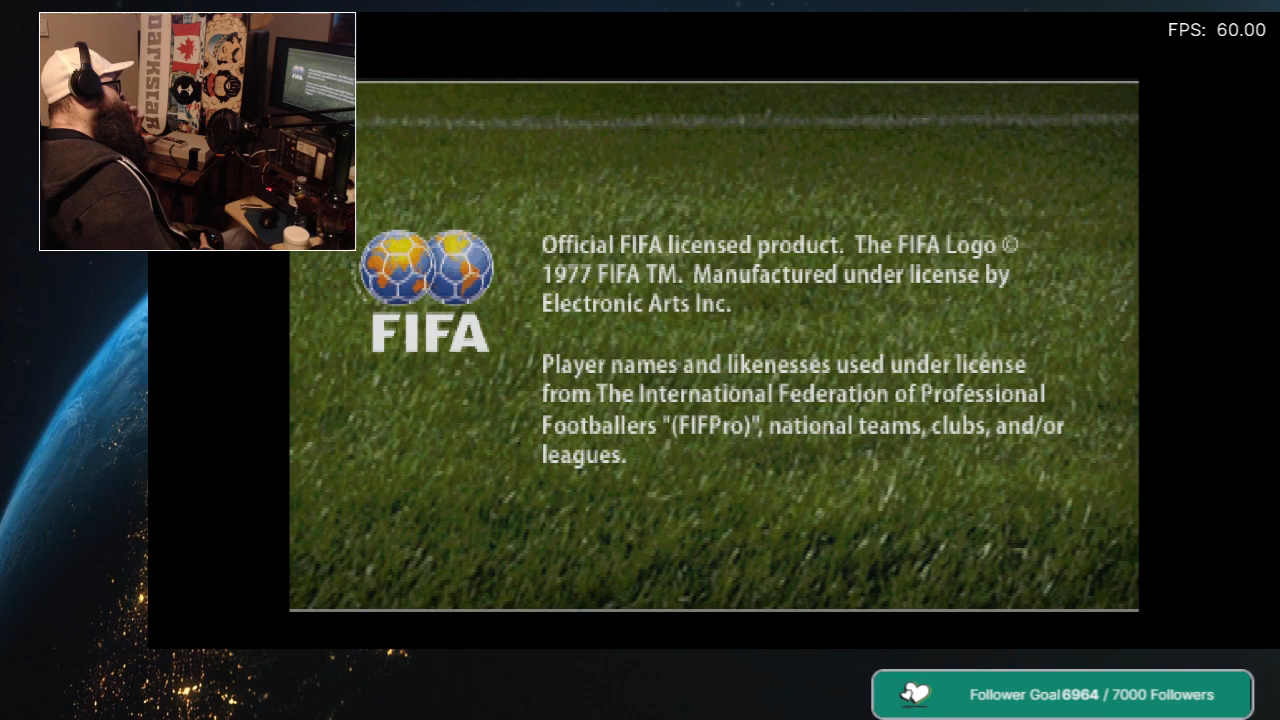 FPS: 60.00
DARKSTAR
FIFA
Official FIFA licensed product. The FIFA Logo ©
1977 FIFA TM. Manufactured under license by
Electronic Arts Inc.
FIFA
Player names and likenesses used under license
from The International Federation of Professional
Footballers "(FIFPro)", national teams, clubs, and/or
leagues.
Follower Goal 6964 / 7000 Followers